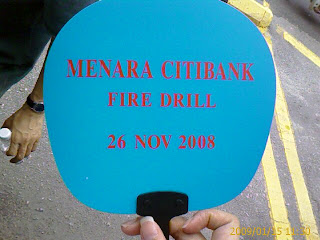 MENARA CITIBANK
FIRE DRILL
26 NOV 2008